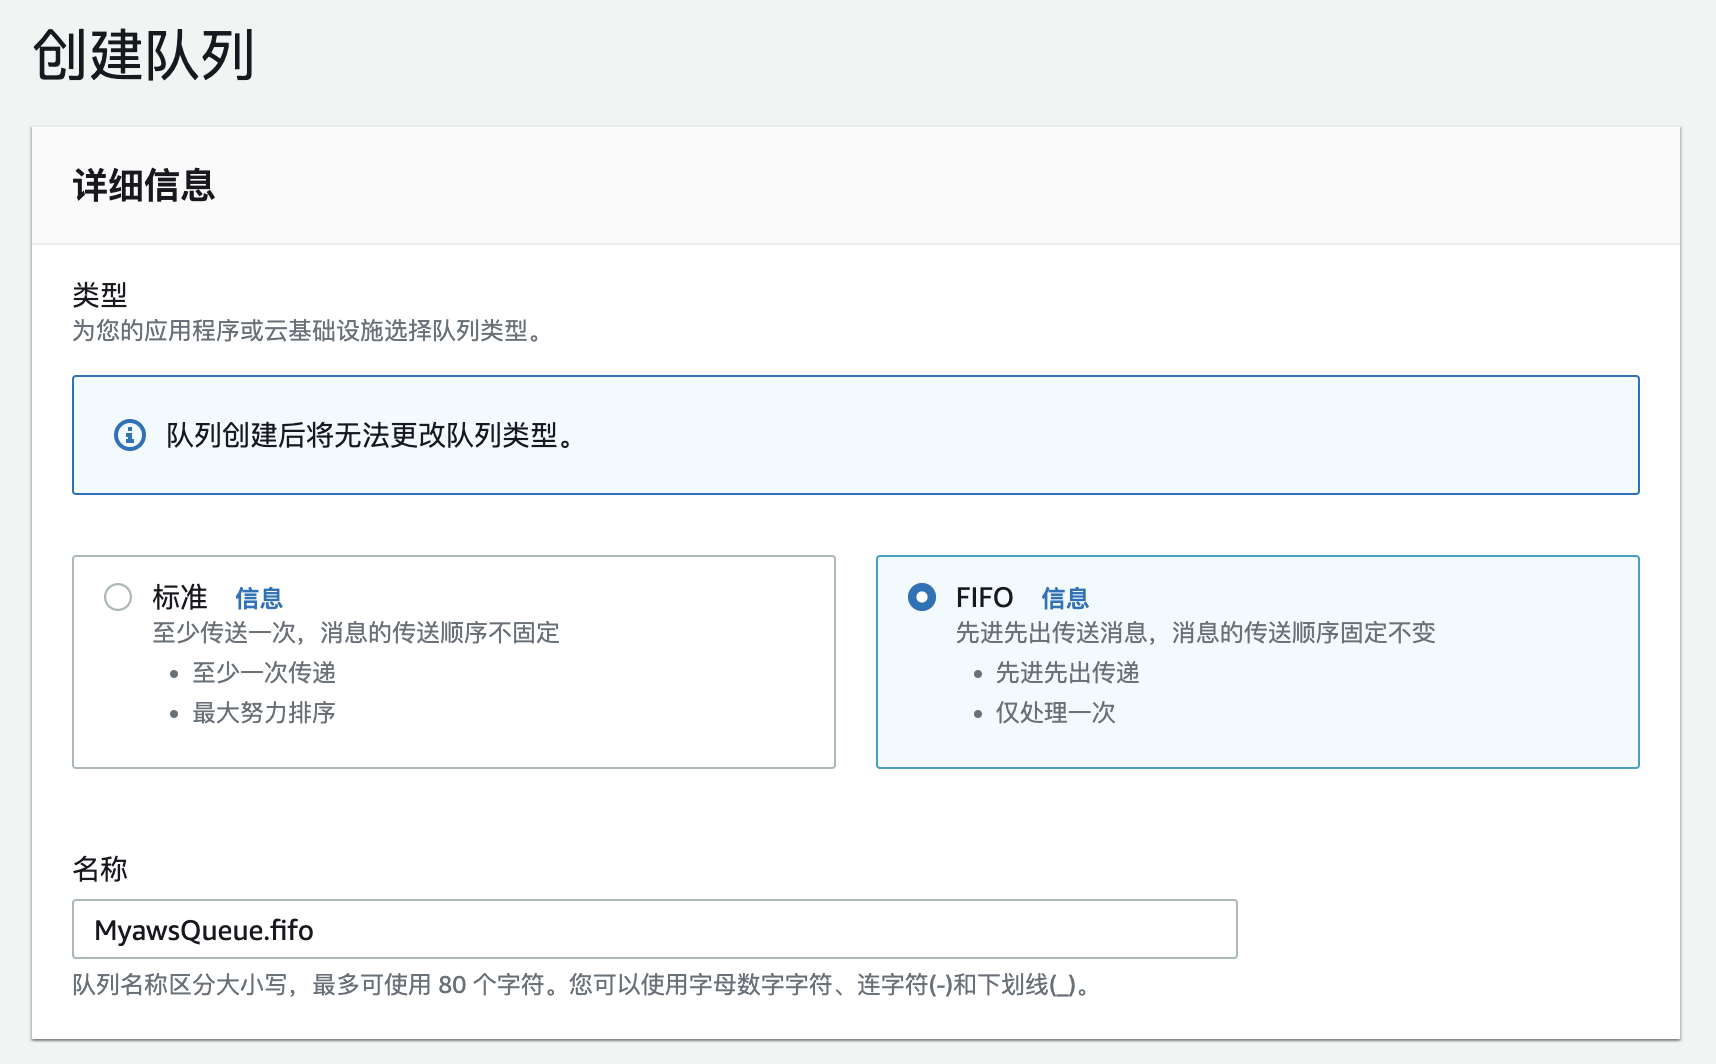 创建队列
详细信息
类型
为您的应用程序或云基础设施选择队列类型。
队列创建后将无法更改队列类型。
标准 信息
至少传送一次，消息的传送顺序不固定
• 至少一次传递
• 最大努力排序
FIFO 信息
先进先出传送消息，消息的传送顺序固定不变
• 先进先出传递
• 仅处理一次
名称
MyawsQueue.fifo
队列名称区分大小写，最多可使用 80 个字符。您可以使用字母数字字符、连字符(-)和下划线(_)。